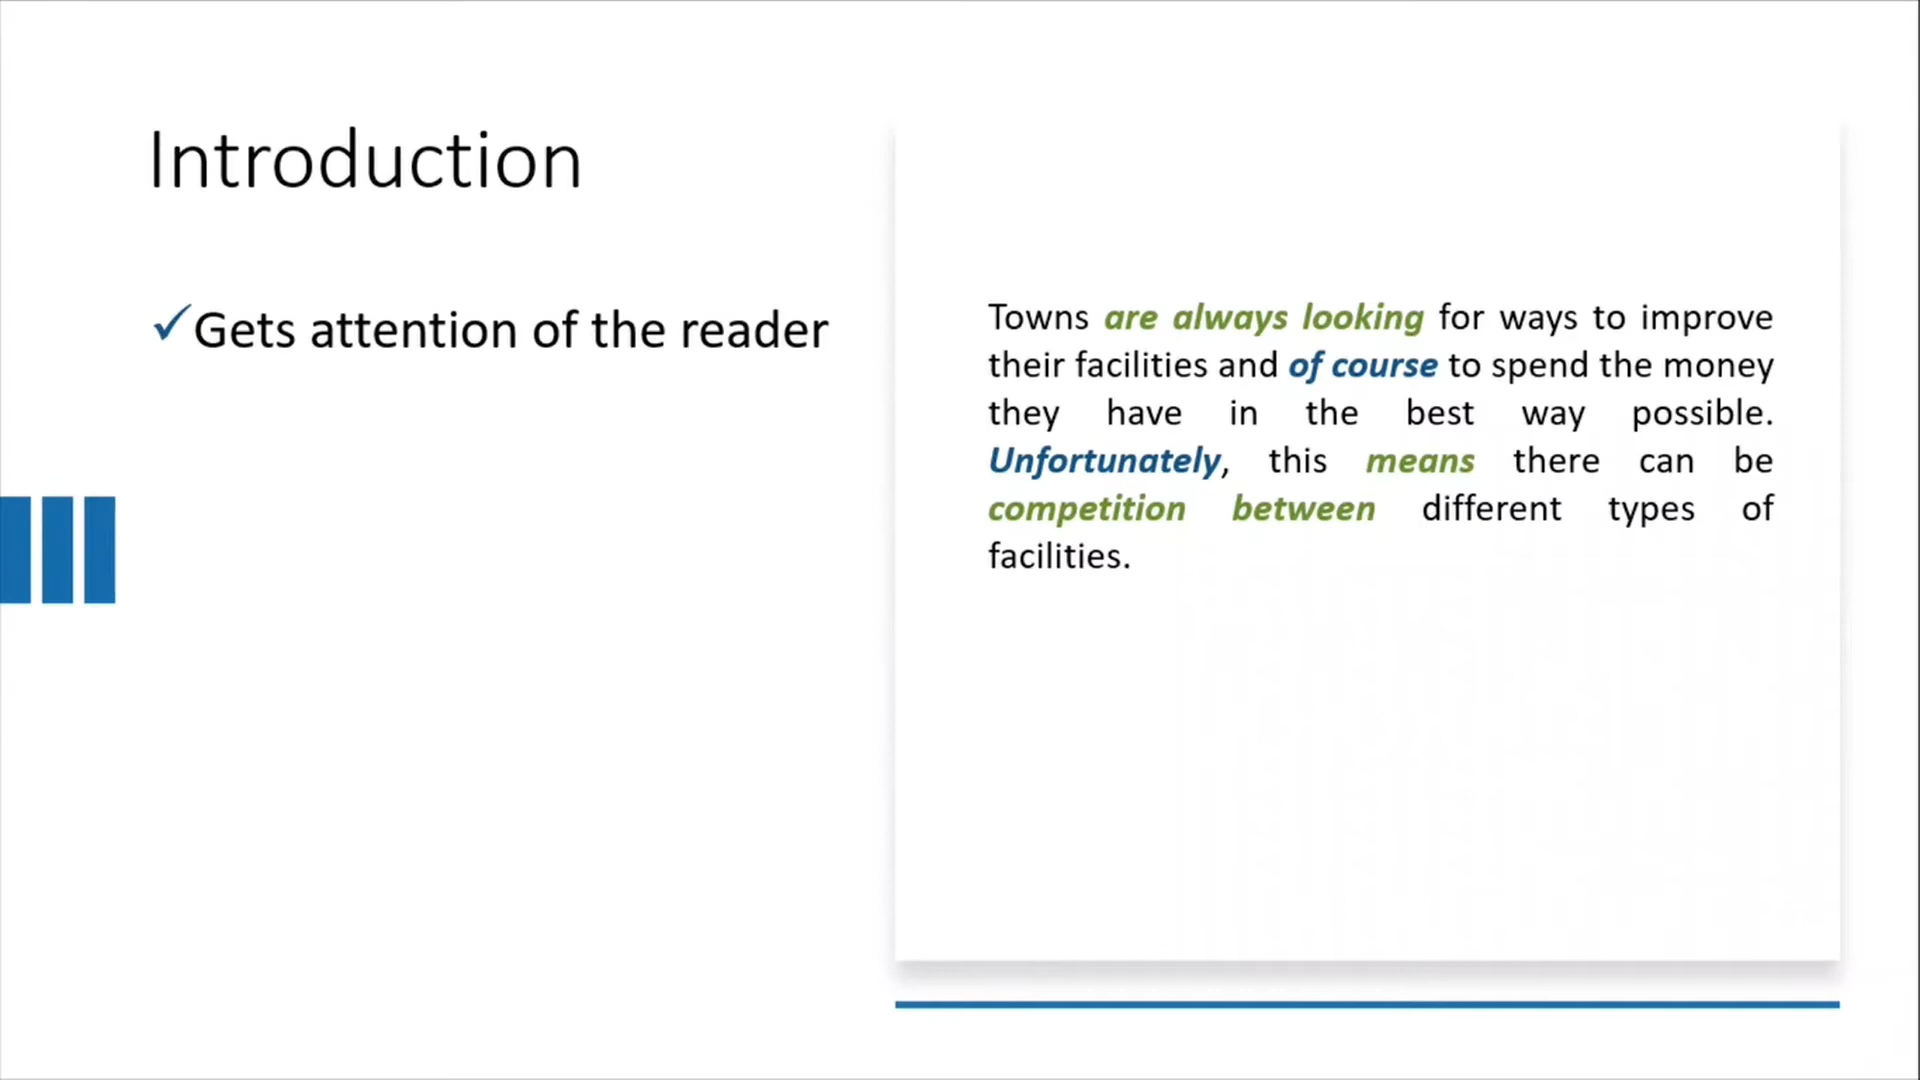 Introduction
✓Gets attention of the reader
Towns are always looking for ways to improve
their facilities and of course to spend the money
they have in the best way possible.
Unfortunately, this means there can be
competition between different types of
facilities.